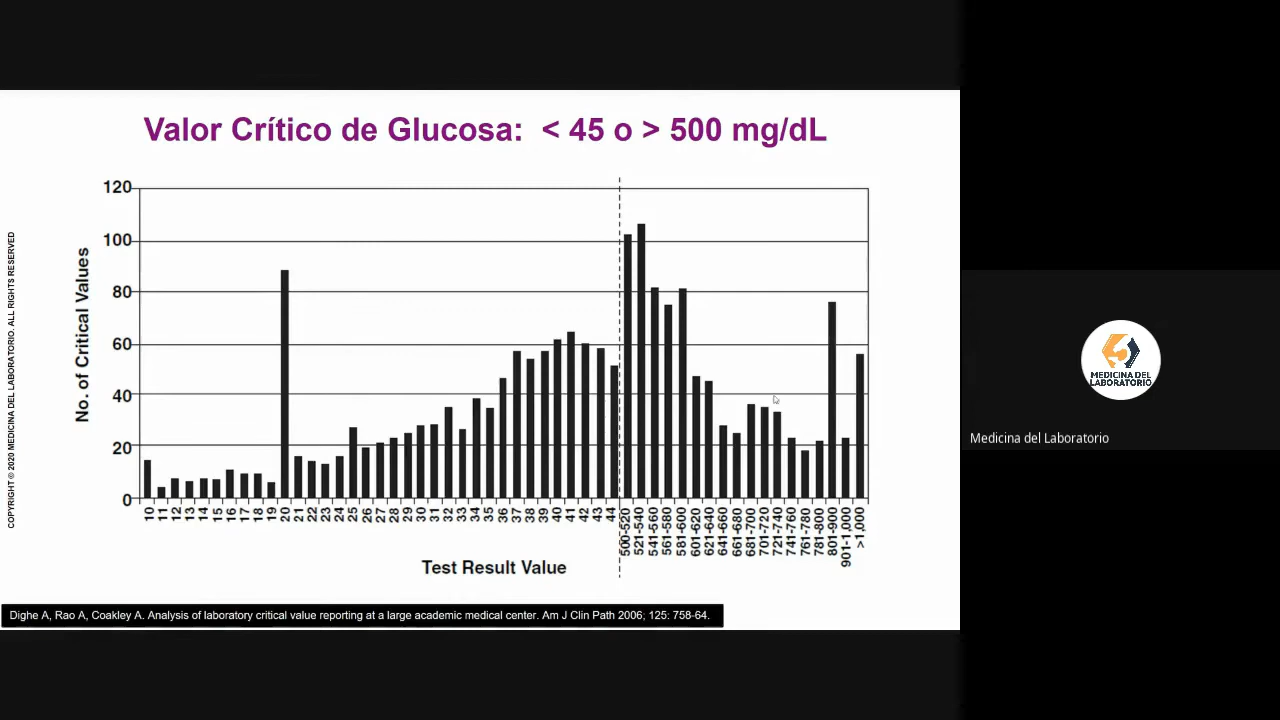 Valor Crítico de Glucosa: < 45 o > 500 mg/dL
COPYRIGHT © 2020 MEDICINA DEL LABORATORIO. ALL RIGHTS RESERVED
No. of Critical Values
120
100
80
60
40
20
0
10 11 12 13 14 15 16 17 18 19 20 21 22 23 24 25 26 27 28 29 30 31 32 33 34 35 36 37 38 39 40 41 42 43 44 500-520 521-540 541-560 561-580 581-600 601-620 621-640 641-660 661-680 681-700 701-720 721-740 741-760 761-780 781-800 801-900 901-1,000 >1,000
Test Result Value
Dighe A, Rao A, Coakley A. Analysis of laboratory critical value reporting at a large academic medical center. Am J Clin Path 2006; 125: 758-64.
MEDICINA DEL
LABORATORIO
Medicina del Laboratorio